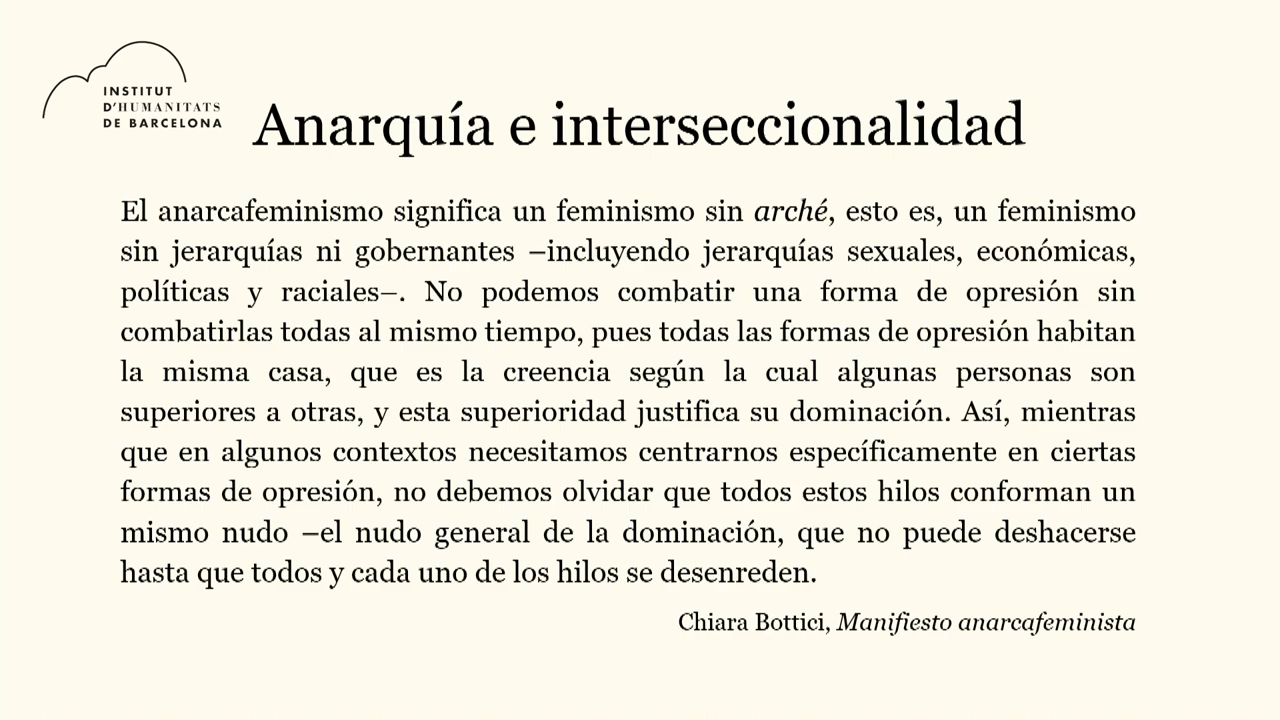 INSTITUT
D'HUMANITATS
DE BARCELONA
Anarquía e interseccionalidad
El anarcafeminismo significa un feminismo sin arché, esto es, un feminismo
sin jerarquías ni gobernantes –incluyendo jerarquías sexuales, económicas,
políticas y raciales–. No podemos combatir una forma de opresión sin
combatirlas todas al mismo tiempo, pues todas las formas de opresión habitan
la misma casa, que es la creencia según la cual algunas personas son
superiores a otras, y esta superioridad justifica su dominación. Así, mientras
que en algunos contextos necesitamos centrarnos específicamente en ciertas
formas de opresión, no debemos olvidar que todos estos hilos conforman un
mismo nudo –el nudo general de la dominación, que no puede deshacerse
hasta que todos y cada uno de los hilos se desenreden.
Chiara Bottici, Manifiesto anarcafeminista